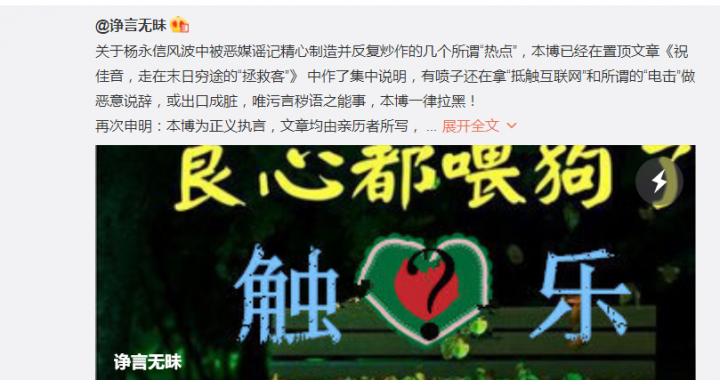 @诤言无昧
关于杨永信风波中被恶媒谣记精心制造并反复炒作的几个所谓“热点”，本博已经在置顶文章《祝
佳音，走在末日穷途的“拯救客”》 中作了集中说明，有喷子还在拿“抵触互联网”和所谓的“电击”做
恶意说辞，或出口成脏，唯污言秽语之能事，本博一律拉黑！
再次申明：本博为正义执言，文章均由亲历者所写， ... 展开全文
良心都喂狗了
触 ? 乐
诤言无昧